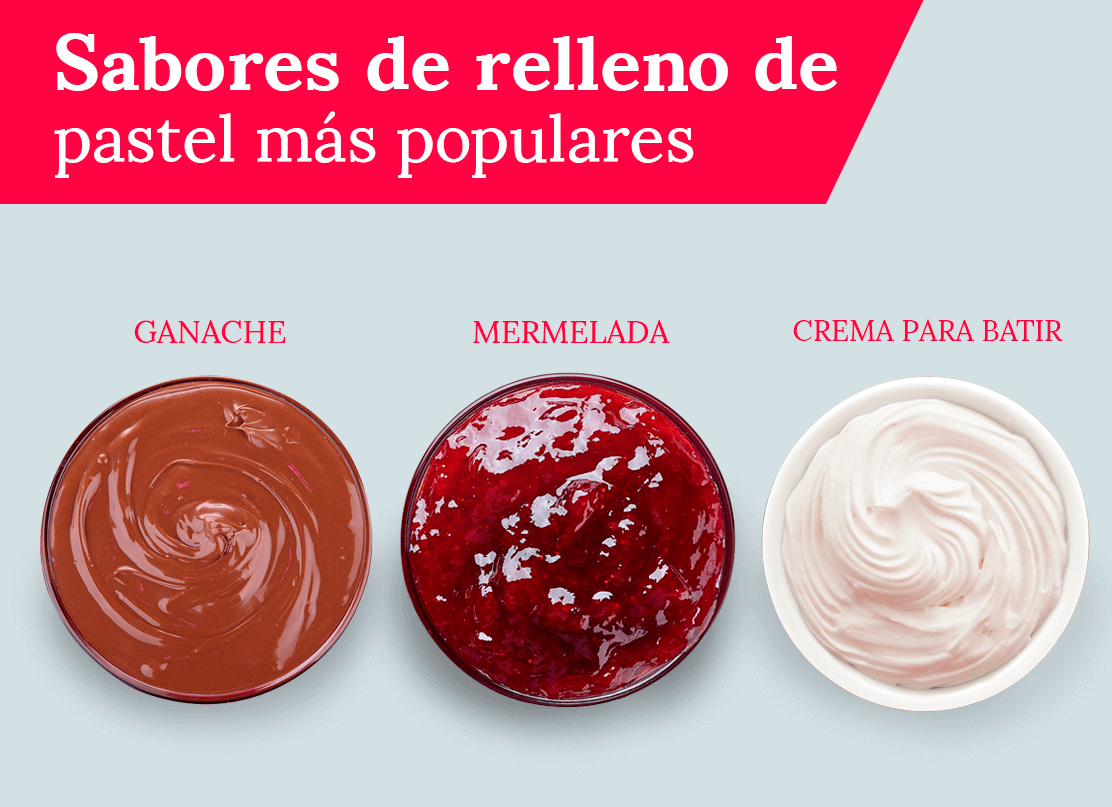 Sabores de relleno de
pastel más populares
GANACHE
MERMELADA
CREMA PARA BATIR